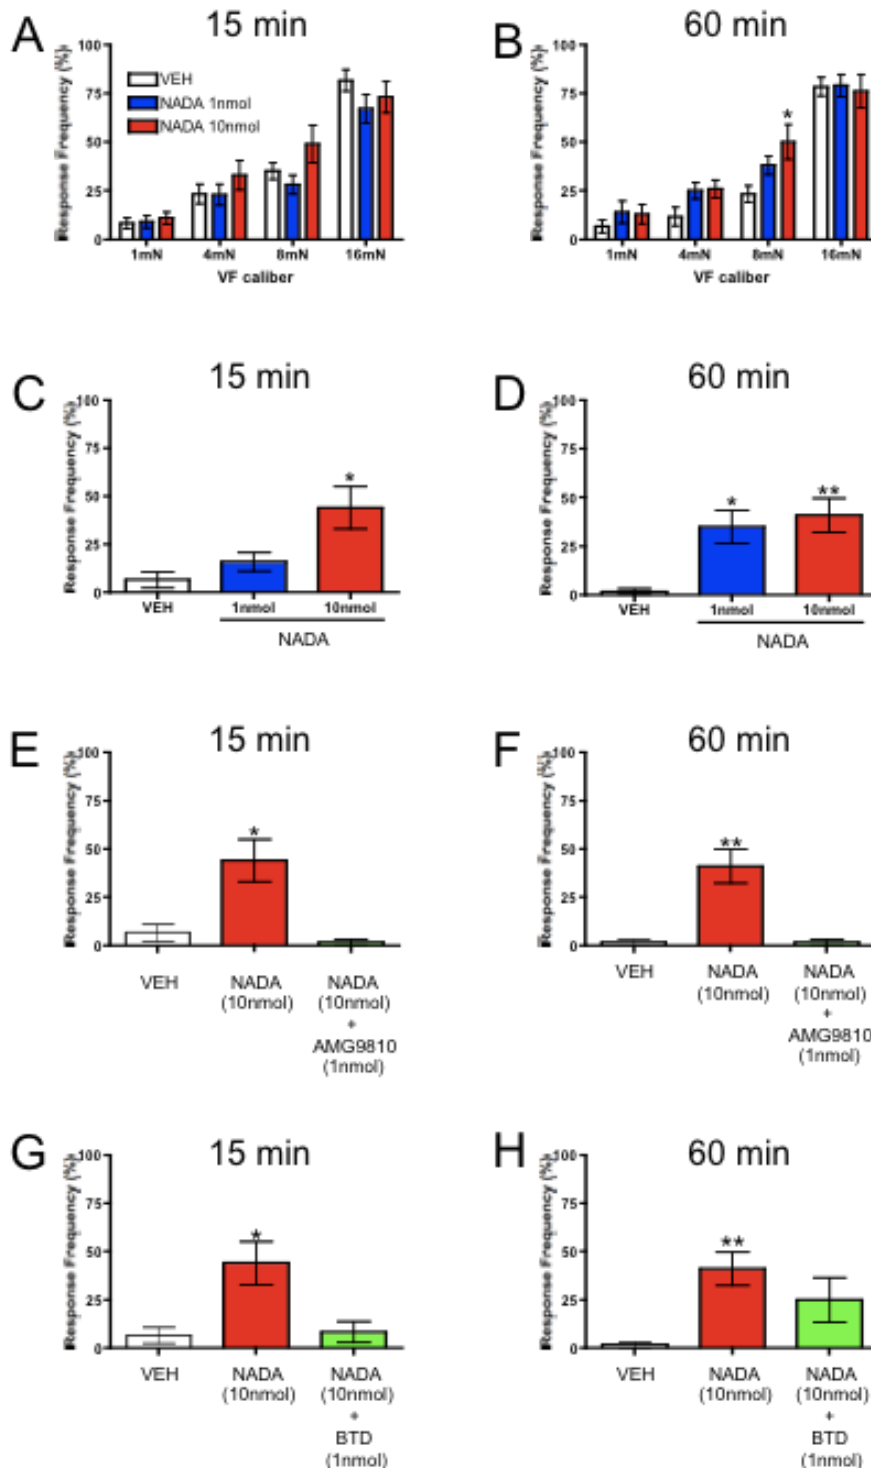 A
15 min
Response Frequency (%)
100
75
50
25
0
VEH
NADA 1nmol
NADA 10nmol
1mN
4mN
8mN
16mN
VF caliber
B
60 min
Response Frequency (%)
100
75
50
25
0
*
1mN
4mN
8mN
16mN
VF caliber
C
15 min
Response Frequency (%)
100
75
50
25
0
*
VEH
1nmol
10nmol
NADA
D
60 min
Response Frequency (%)
100
75
50
25
0
*
**
VEH
1nmol
10nmol
NADA
E
15 min
Response Frequency (%)
100
75
50
25
0
*
VEH
NADA
(10nmol)
NADA
(10nmol)
+
AMG9810
(1nmol)
F
60 min
Response Frequency (%)
100
75
50
25
0
**
VEH
NADA
(10nmol)
NADA
(10nmol)
+
AMG9810
(1nmol)
G
15 min
Response Frequency (%)
100
75
50
25
0
*
VEH
NADA
(10nmol)
NADA
(10nmol)
+
BTD
(1nmol)
H
60 min
Response Frequency (%)
100
75
50
25
0
**
VEH
NADA
(10nmol)
NADA
(10nmol)
+
BTD
(1nmol)